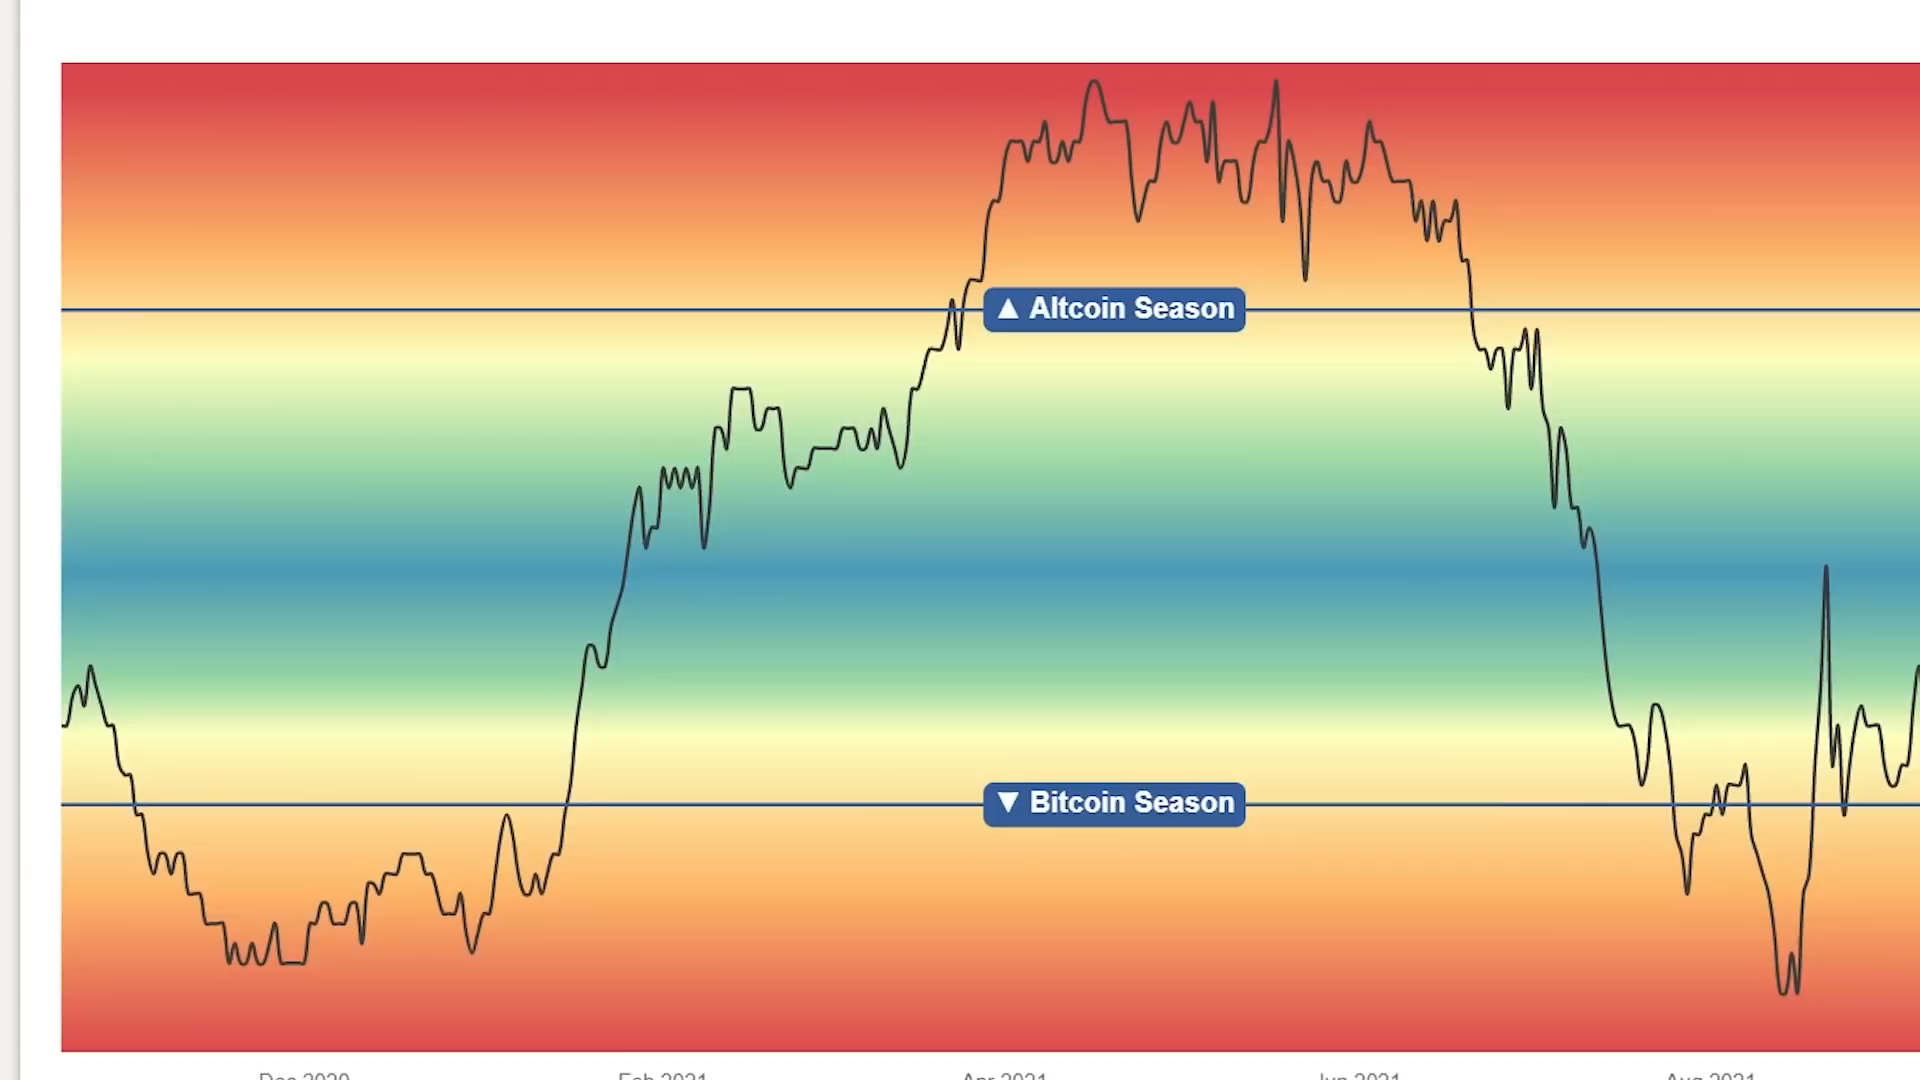 ▲ Altcoin Season
▼ Bitcoin Season
Dec 2020 Feb 2021 Apr 2021 Jun 2021 Aug 2021